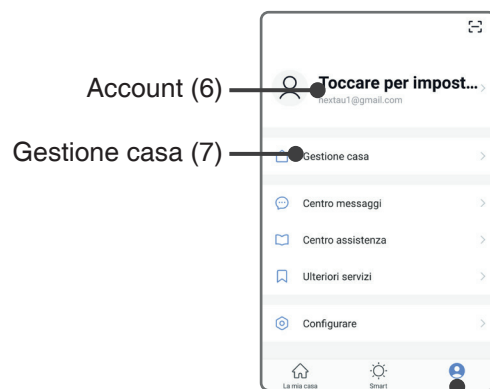 Toccare per impost...
Account (6)
nextau1@gmail.com
Gestione casa (7)
Gestione casa
Centro messaggi
Centro assistenza
Ulteriori servizi
Configurare
La mia casa
Smart